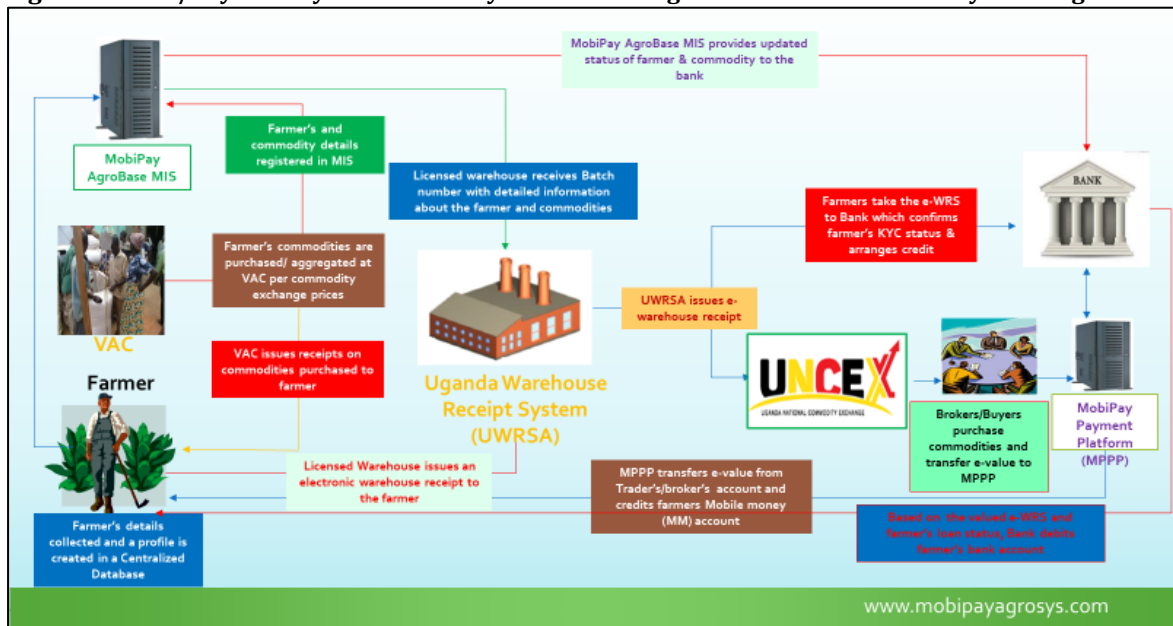 MobiPay AgroBase MIS provides updated
status of farmer & commodity to the
bank
MobiPay
AgroBase MIS
Farmer's and
commodity details
registered in MIS
Licensed warehouse receives Batch
number with detailed information
about the farmer and commodities
BANK
Farmers take the e-WRS
to Bank which confirms
farmer's KYC status &
arranges credit
Farmer's commodities are
purchased/ aggregated at
VAC per commodity
exchange prices
VAC
UWRSA issues e-
warehouse receipt
VAC issues receipts on
commodities purchased to
farmer
Farmer
Uganda Warehouse
Receipt System
(UWRSA)
UNCEX
UGANDA NATIONAL COMMODITY EXCHANGE
Brokers/Buyers
purchase
commodities and
transfer e-value to
MPPP
MobiPay
Payment
Platform
(MPPP)
Licensed Warehouse issues an
electronic warehouse receipt to
the farmer
MPPP transfers e-value from
Trader's/broker's account and
credits farmers Mobile money
(MM) account
Farmer's details
collected and a profile is
created in a Centralized
Database
Based on the valued e-WRS and
farmer's loan status, Bank debits
farmer's bank account
www.mobipayagrosys.com